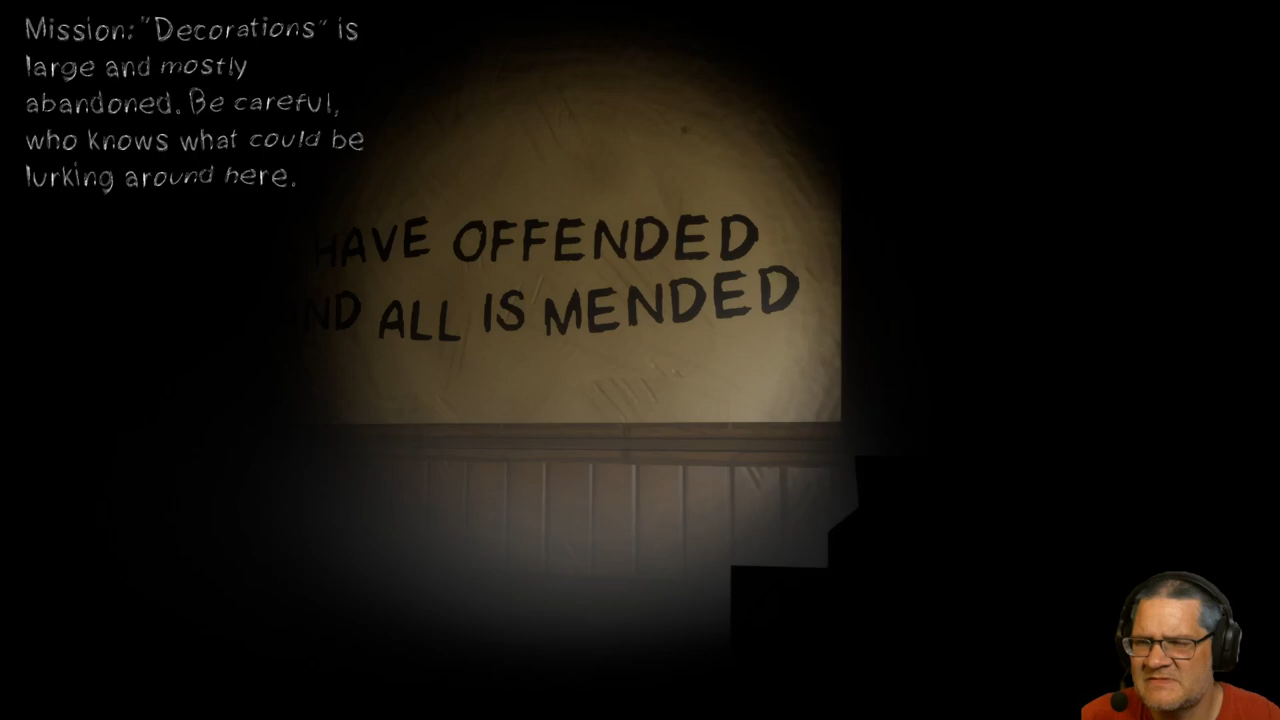 Mission: "Decorations" is
large and mostly
abandoned. Be careful,
who knows what could be
lurking around here.
HAVE OFFENDED
AND ALL IS MENDED